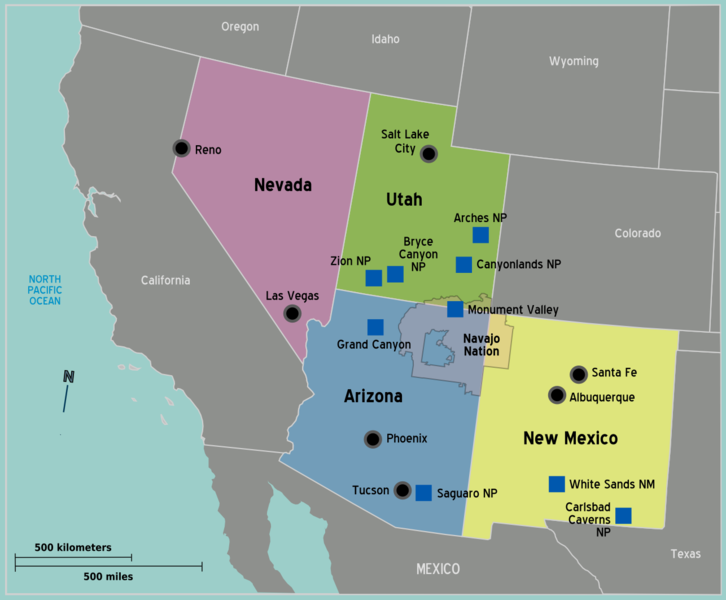 Oregon
Idaho
Wyoming
Salt Lake
City
Reno
Nevada
Utah
Arches NP
Colorado
Bryce
Canyon
NP
Zion NP
Canyonlands NP
California
NORTH
PACIFIC
OCEAN
Las Vegas
Monument Valley
Grand Canyon
Navajo
Nation
N
Santa Fe
Arizona
Albuquerque
Phoenix
New Mexico
White Sands NM
Tucson
Saguaro NP
Carlsbad
Caverns
NP
500 kilometers
500 miles
MEXICO
Texas